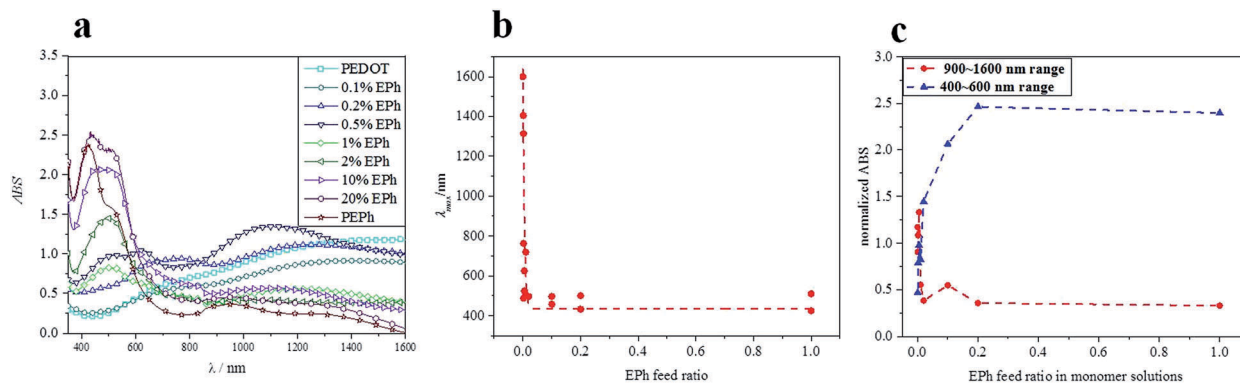 a
3.5
3.0
2.5
2.0
1.5
1.0
0.5
0.0
ABS
400 600 800 1000 1200 1400 1600
λ / nm
PEDOT
0.1% EPh
0.2% EPh
0.5% EPh
1% EPh
2% EPh
10% EPh
20% EPh
PEPh
b
1600
1400
1200
1000
800
600
400
λmax/nm
0.0 0.2 0.4 0.6 0.8 1.0
EPh feed ratio
c
3.0
2.5
2.0
1.5
1.0
0.5
0.0
normalized ABS
900~1600 nm range
400~600 nm range
0.0 0.2 0.4 0.6 0.8 1.0
EPh feed ratio in monomer solutions